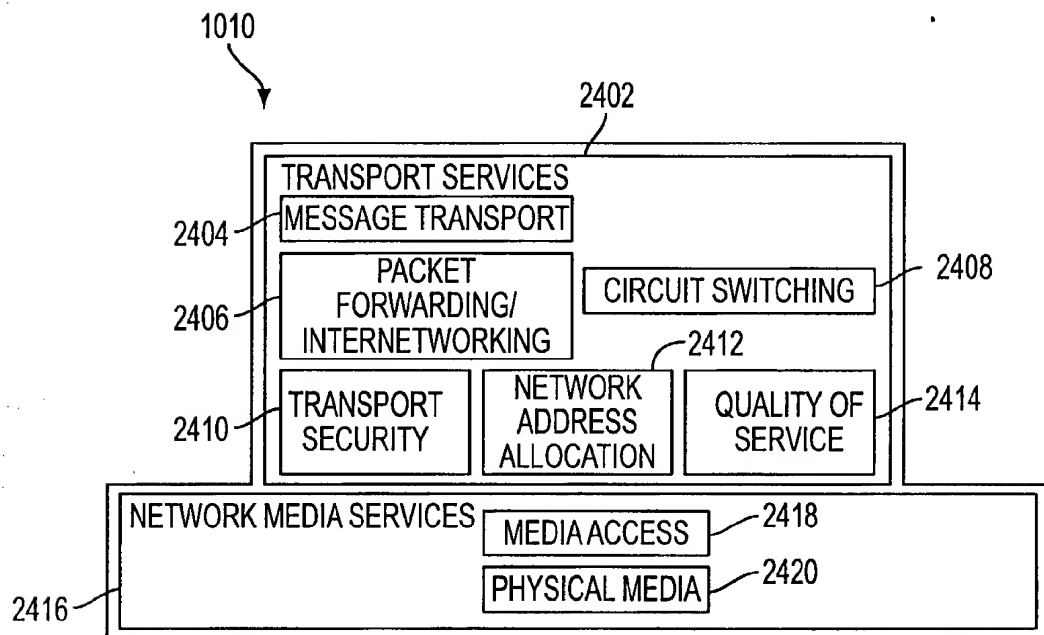 1010
2402
TRANSPORT SERVICES
2404
MESSAGE TRANSPORT
2406
PACKET
FORWARDING/
INTERNETWORKING
CIRCUIT SWITCHING
2408
2412
2410
TRANSPORT
SECURITY
NETWORK
ADDRESS
ALLOCATION
QUALITY OF
SERVICE
2414
NETWORK MEDIA SERVICES
MEDIA ACCESS
2418
PHYSICAL MEDIA
2420
2416